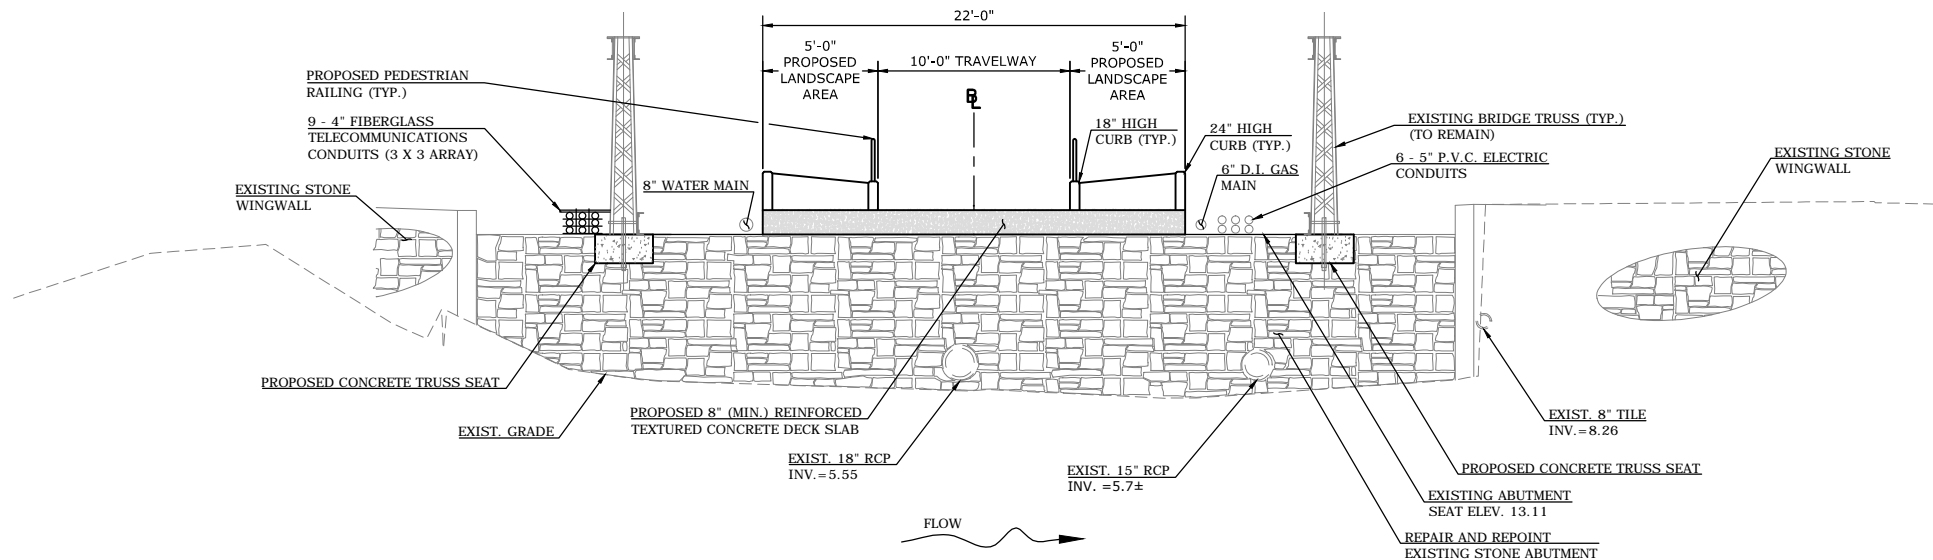 22'-0"
5'-0"
PROPOSED
LANDSCAPE
AREA
10'-0" TRAVELWAY
5'-0"
PROPOSED
LANDSCAPE
AREA
PROPOSED PEDESTRIAN
RAILING (TYP.)
9 - 4" FIBERGLASS
TELECOMMUNICATIONS
CONDUITS (3 X 3 ARRAY)
EXISTING STONE
WINGWALL
8" WATER MAIN
BL
18" HIGH
CURB (TYP.)
24" HIGH
CURB (TYP.)
6" D.I. GAS
MAIN
EXISTING BRIDGE TRUSS (TYP.)
(TO REMAIN)
6 - 5" P.V.C. ELECTRIC
CONDUITS
EXISTING STONE
WINGWALL
PROPOSED CONCRETE TRUSS SEAT
EXIST. GRADE
PROPOSED 8" (MIN.) REINFORCED
TEXTURED CONCRETE DECK SLAB
EXIST. 18" RCP
INV.=5.55
EXIST. 15" RCP
INV. =5.7±
EXIST. 8" TILE
INV.=8.26
PROPOSED CONCRETE TRUSS SEAT
EXISTING ABUTMENT
SEAT ELEV. 13.11
REPAIR AND REPOINT
EXISTING STONE ABUTMENT
FLOW